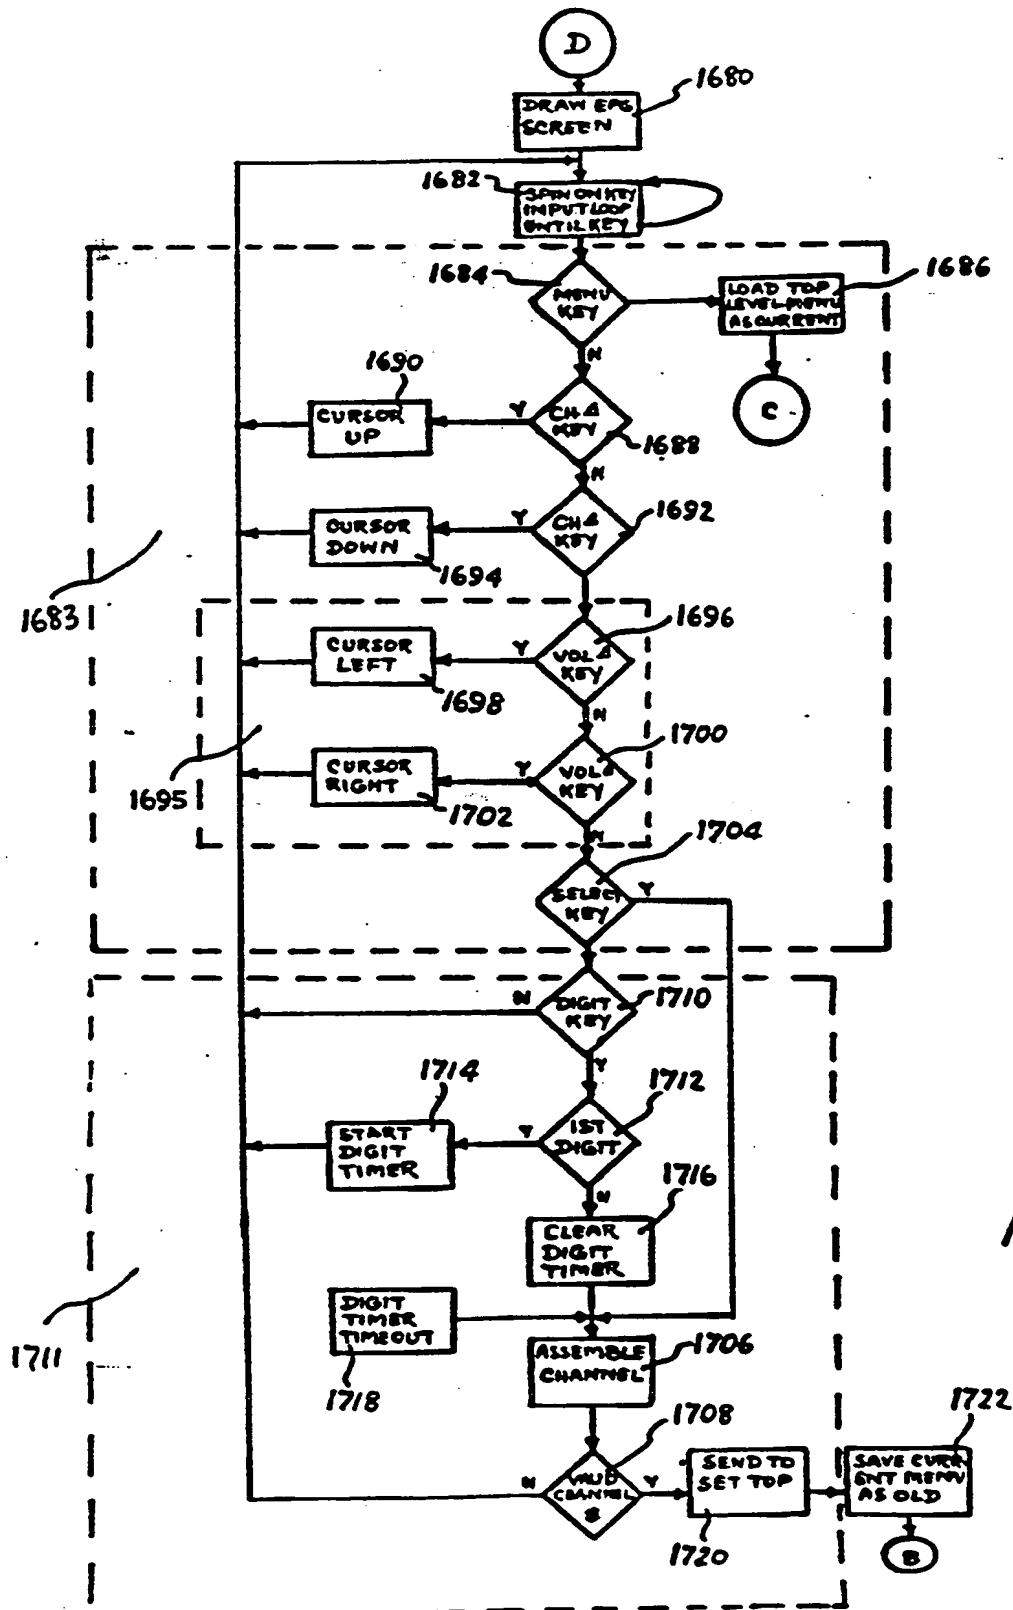 D
1680
DRAW EPG
SCREEN
1682
SPIN ON KEY
INPUT LOOP
UNTIL KEY
1684
MENU
KEY
LOAD TOP
LEVEL MENU
AS CURRENT
1686
N
C
1690
CURSOR
UP
Y
CH Δ
KEY
1688
N
CURSOR
DOWN
1694
Y
CH Δ
KEY
1692
1683
CURSOR
LEFT
1698
Y
VOL Δ
KEY
1696
N
1695
CURSOR
RIGHT
1702
Y
VOL Δ
KEY
1700
N
1704
SELECT
KEY
Y
N
DIGIT
KEY
1710
Y
1714
START
DIGIT
TIMER
Y
1ST
DIGIT
1712
N
1716
CLEAR
DIGIT
TIMER
1711
DIGIT
TIMER
TIMEOUT
1718
ASSEMBLE
CHANNEL
1706
1708
N
VALID
CHANNEL
Y
SEND TO
SET TOP
1720
1722
SAVE CURR
ENT MENU
AS OLD
B